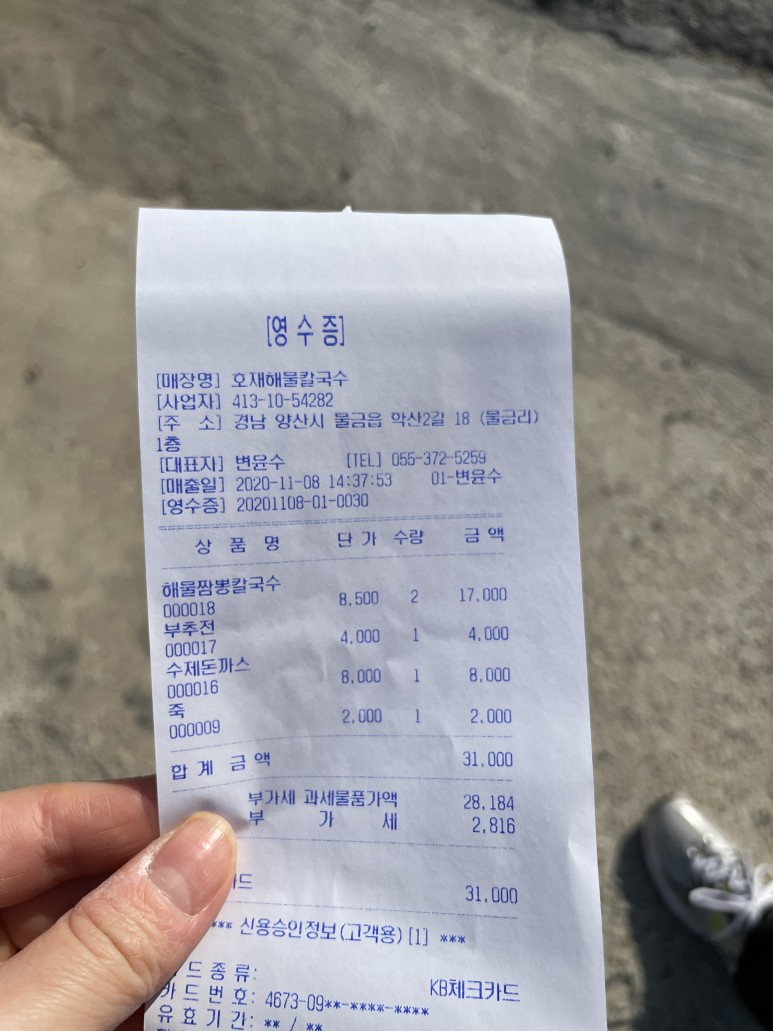 [영 수 증]
[매장명] 호재해물칼국수
[사업자] 413-10-54282
[주 소] 경남 양산시 물금읍 악산2길 18 (물금리)
1층
[대표자] 변윤수 [TEL] 055-372-5259
[매출일] 2020-11-08 14:37:53 01-변윤수
[영수증] 20201108-01-0030
상 품 명 단 가 수량 금 액
해물짬뽕칼국수
000018 8,500 2 17,000
부추전
000017 4,000 1 4,000
수제돈까스
000016 8,000 1 8,000
죽
000009 2,000 1 2,000
합 계 금 액 31,000
부가세 과세물품가액 28,184
부 가 세 2,816
드 31,000
*** 신용승인정보(고객용) [1] ***
드 종 류: KB체크카드
카 드 번 호: 4673-09**-****-****
유 효 기 간: ** / **